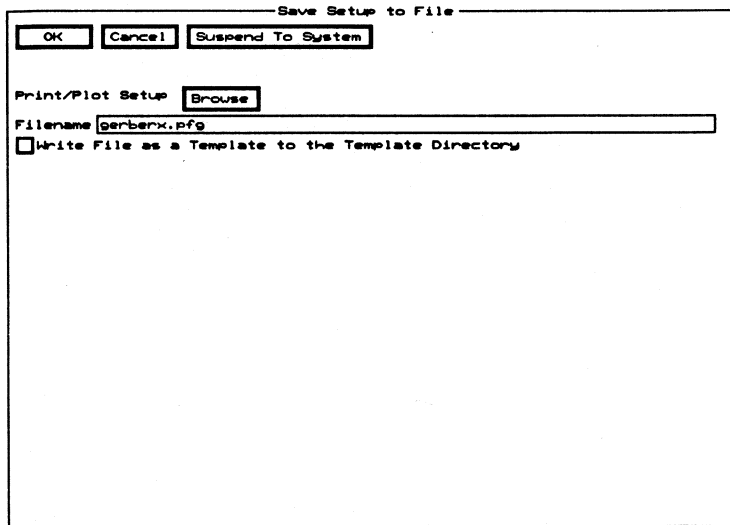 Save Setup to File
OK Cancel Suspend To System
Print/Plot Setup Browse
Filename gerberx.pfg
Write File as a Template to the Template Directory